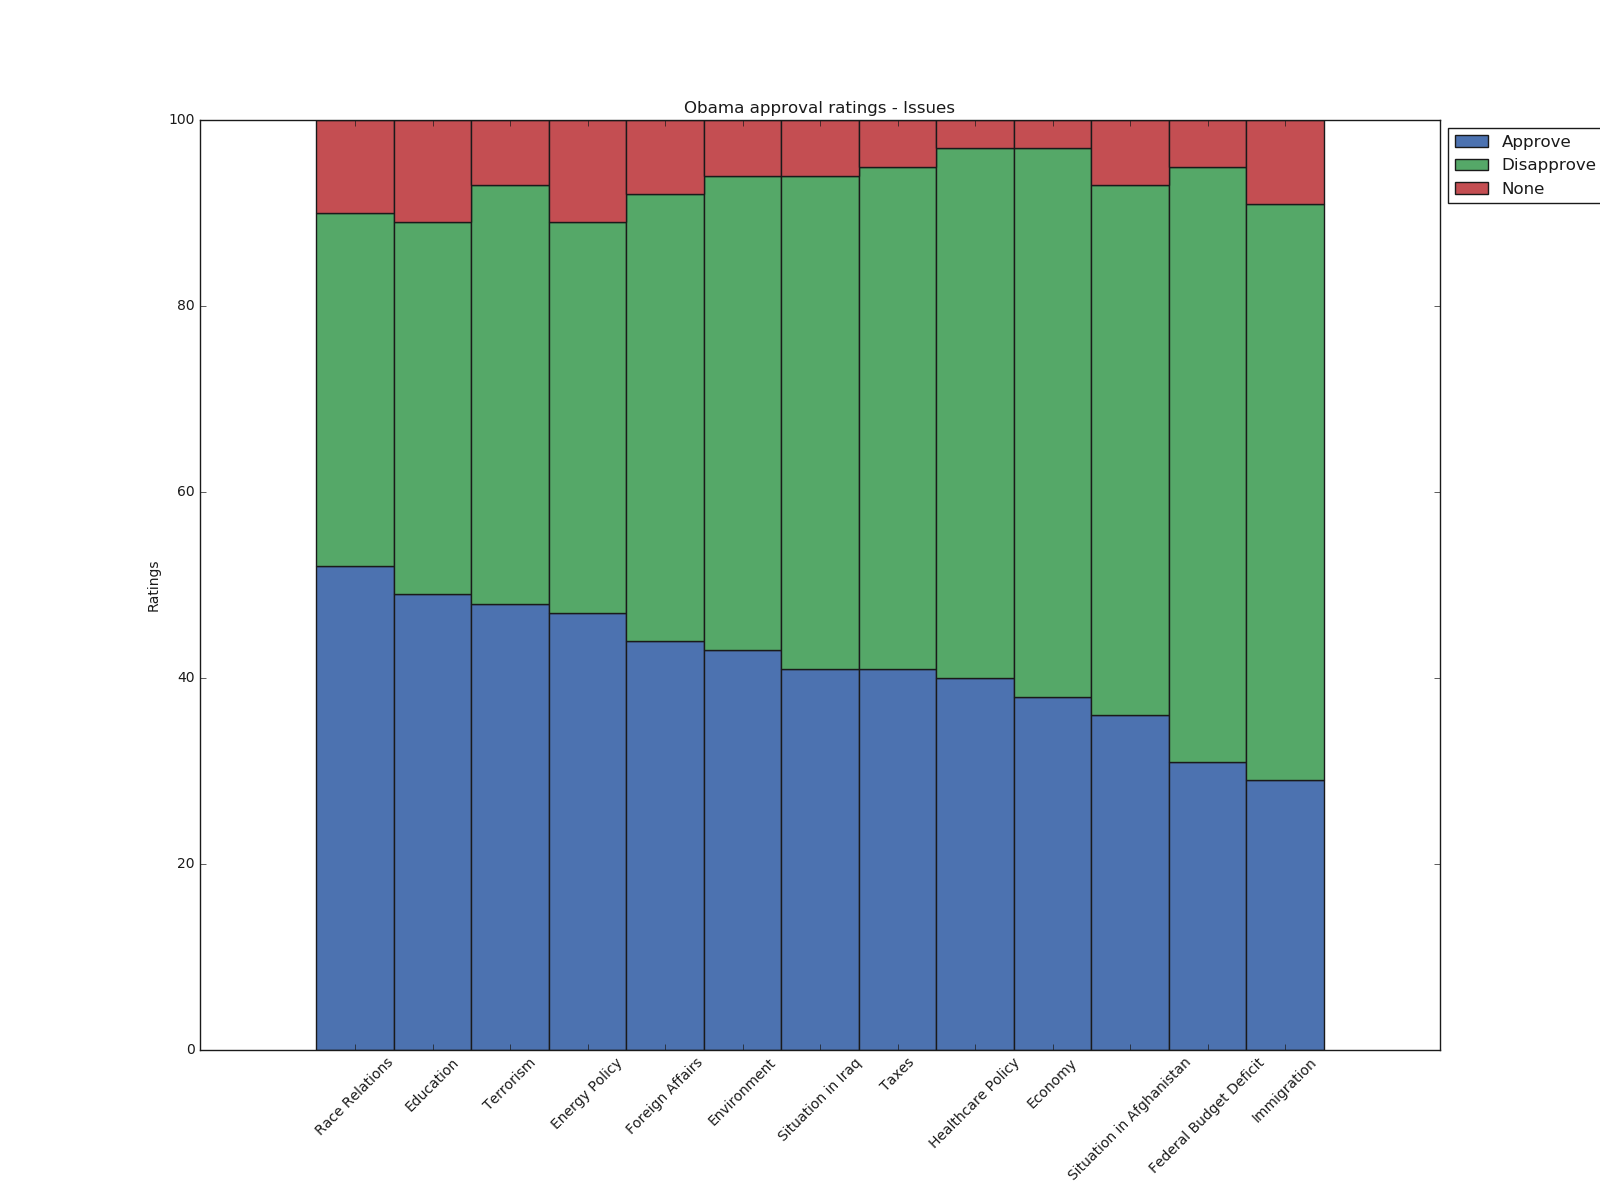 Obama approval ratings - Issues
100
80
60
40
20
0
Ratings
Approve
Disapprove
None
Race Relations
Education
Terrorism
Energy Policy
Foreign Affairs
Environment
Situation in Iraq
Taxes
Healthcare Policy
Economy
Situation in Afghanistan
Federal Budget Deficit
Immigration